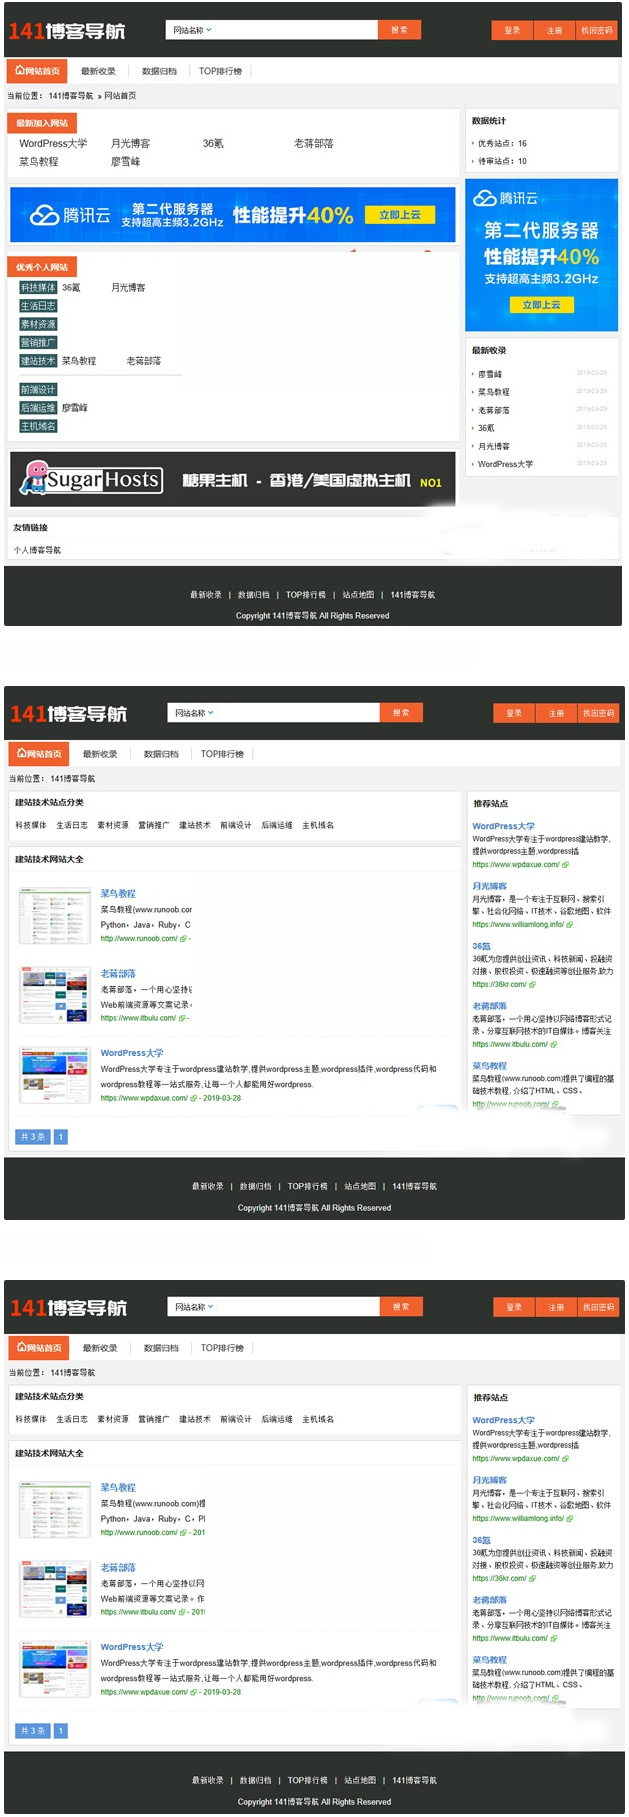 141博客导航
网站名称
搜 索
登录 注册 找回密码
网站首页 最新收录 数据归档 TOP排行榜
当前位置： 141博客导航 » 网站首页
最新加入网站
WordPress大学 月光博客 36氪 老蒋部落
菜鸟教程 廖雪峰
腾讯云 第二代服务器 支持超高主频3.2GHz 性能提升40% 立即上云
优秀个人网站
科技媒体 36氪 月光博客
生活日志
素材资源
营销推广
建站技术 菜鸟教程 老蒋部落
前端设计
后端运维 廖雪峰
主机域名
SugarHosts 糖果主机 - 香港/美国虚拟主机 NO1
友情链接
个人博客导航
数据统计
优秀站点：16
待审站点：10
腾讯云
第二代服务器
性能提升40%
支持超高主频3.2GHz
立即上云
最新收录
廖雪峰 2019-03-29
菜鸟教程 2019-03-29
老蒋部落 2019-03-29
36氪 2019-03-28
月光博客 2019-03-28
WordPress大学 2019-03-28
最新收录 | 数据归档 | TOP排行榜 | 站点地图 | 141博客导航
Copyright 141博客导航 All Rights Reserved
141博客导航
网站名称
搜 索
登录 注册 找回密码
网站首页 最新收录 数据归档 TOP排行榜
当前位置： 141博客导航
建站技术站点分类
科技媒体 生活日志 素材资源 营销推广 建站技术 前端设计 后端运维 主机域名
建站技术网站大全
菜鸟教程
菜鸟教程(www.runoob.com
Python，Java，Ruby，C
http://www.runoob.com/ -
老蒋部落
老蒋部落，一个用心坚持以
Web前端资源等文案记录，
https://www.itbulu.com/ -
WordPress大学
WordPress大学专注于wordpress建站教学,提供wordpress主题,wordpress插件,wordpress代码和
wordpress教程等一站式服务,让每一个人都能用好wordpress.
https://www.wpdaxue.com/ - 2019-03-28
共 3 条 1
推荐站点
WordPress大学
WordPress大学专注于wordpress建站教学,
提供wordpress主题,wordpress插
https://www.wpdaxue.com/
月光博客
月光博客，是一个专注于互联网、搜索引
擎、社会化网络、IT技术、谷歌地图、软件
https://www.williamlong.info/
36氪
36氪为您提供创业资讯、科技新闻、投融资
对接、股权投资、极速融资等创业服务,致力
https://36kr.com/
老蒋部落
老蒋部落，一个用心坚持以网络博客形式记
录、分享互联网技术的IT自媒体。博客关注
https://www.itbulu.com/
菜鸟教程
菜鸟教程(www.runoob.com)提供了编程的基
础技术教程, 介绍了HTML、CSS、
http://www.runoob.com/
最新收录 | 数据归档 | TOP排行榜 | 站点地图 | 141博客导航
Copyright 141博客导航 All Rights Reserved
141博客导航
网站名称
搜 索
登录 注册 找回密码
网站首页 最新收录 数据归档 TOP排行榜
当前位置： 141博客导航
建站技术站点分类
科技媒体 生活日志 素材资源 营销推广 建站技术 前端设计 后端运维 主机域名
建站技术网站大全
菜鸟教程
菜鸟教程(www.runoob.com)提
Python，Java，Ruby，C，P
http://www.runoob.com/ - 201
老蒋部落
老蒋部落，一个用心坚持以网
Web前端资源等文案记录。作
https://www.itbulu.com/ - 201
WordPress大学
WordPress大学专注于wordpress建站教学,提供wordpress主题,wordpress插件,wordpress代码和
wordpress教程等一站式服务,让每一个人都能用好wordpress.
https://www.wpdaxue.com/ - 2019-03-28
共 3 条 1
推荐站点
WordPress大学
WordPress大学专注于wordpress建站教学,
提供wordpress主题,wordpress插
https://www.wpdaxue.com/
月光博客
月光博客，是一个专注于互联网、搜索引
擎、社会化网络、IT技术、谷歌地图、软件
https://www.williamlong.info/
36氪
36氪为您提供创业资讯、科技新闻、投融资
对接、股权投资、极速融资等创业服务,致力
https://36kr.com/
老蒋部落
老蒋部落，一个用心坚持以网络博客形式记
录、分享互联网技术的IT自媒体。博客关注
https://www.itbulu.com/
菜鸟教程
菜鸟教程(www.runoob.com)提供了编程的基
础技术教程, 介绍了HTML、CSS、
http://www.runoob.com/
最新收录 | 数据归档 | TOP排行榜 | 站点地图 | 141博客导航
Copyright 141博客导航 All Rights Reserved